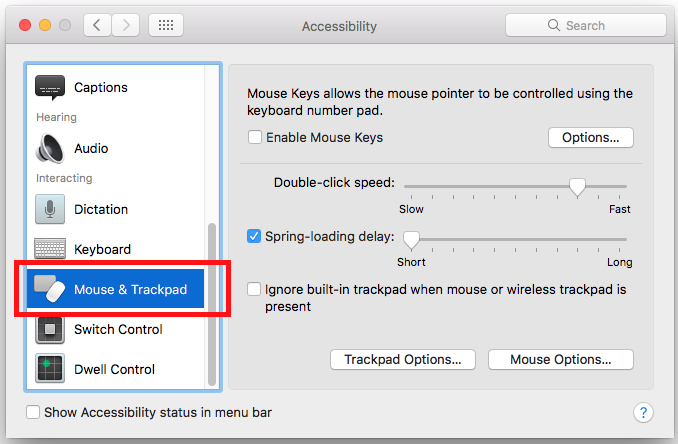 Accessibility
Search
Captions
Hearing
Audio
Interacting
Dictation
Keyboard
Mouse & Trackpad
Switch Control
Dwell Control
Mouse Keys allows the mouse pointer to be controlled using the
keyboard number pad.
Enable Mouse Keys
Options...
Double-click speed:
Slow
Fast
Spring-loading delay:
Short
Long
Ignore built-in trackpad when mouse or wireless trackpad is
present
Trackpad Options...
Mouse Options...
Show Accessibility status in menu bar
?